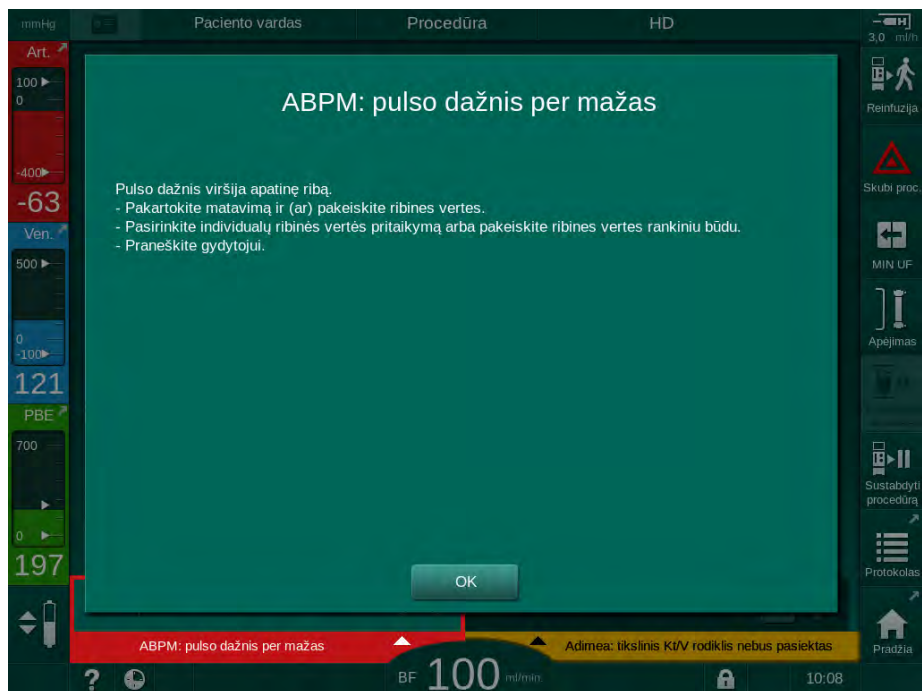 mmHg
Paciento vardas
Procedūra
HD
3,0 ml/h
Art.
100
0
-400
-63
Ven.
500
0
-100
121
PBE
700
0
197
ABPM: pulso dažnis per mažas
Pulso dažnis viršija apatinę ribą.
- Pakartokite matavimą ir (ar) pakeiskite ribines vertes.
- Pasirinkite individualų ribinės vertės pritaikymą arba pakeiskite ribines vertes rankiniu būdu.
- Praneškite gydytojui.
OK
Reinfuzija
Skubi proc.
MIN UF
Apėjimas
Sustabdyti
procedūrą
Protokolas
Pradžia
ABPM: pulso dažnis per mažas
Adimea: tikslinis Kt/V rodiklis nebus pasiektas
?
BF 100 ml/min
10:08